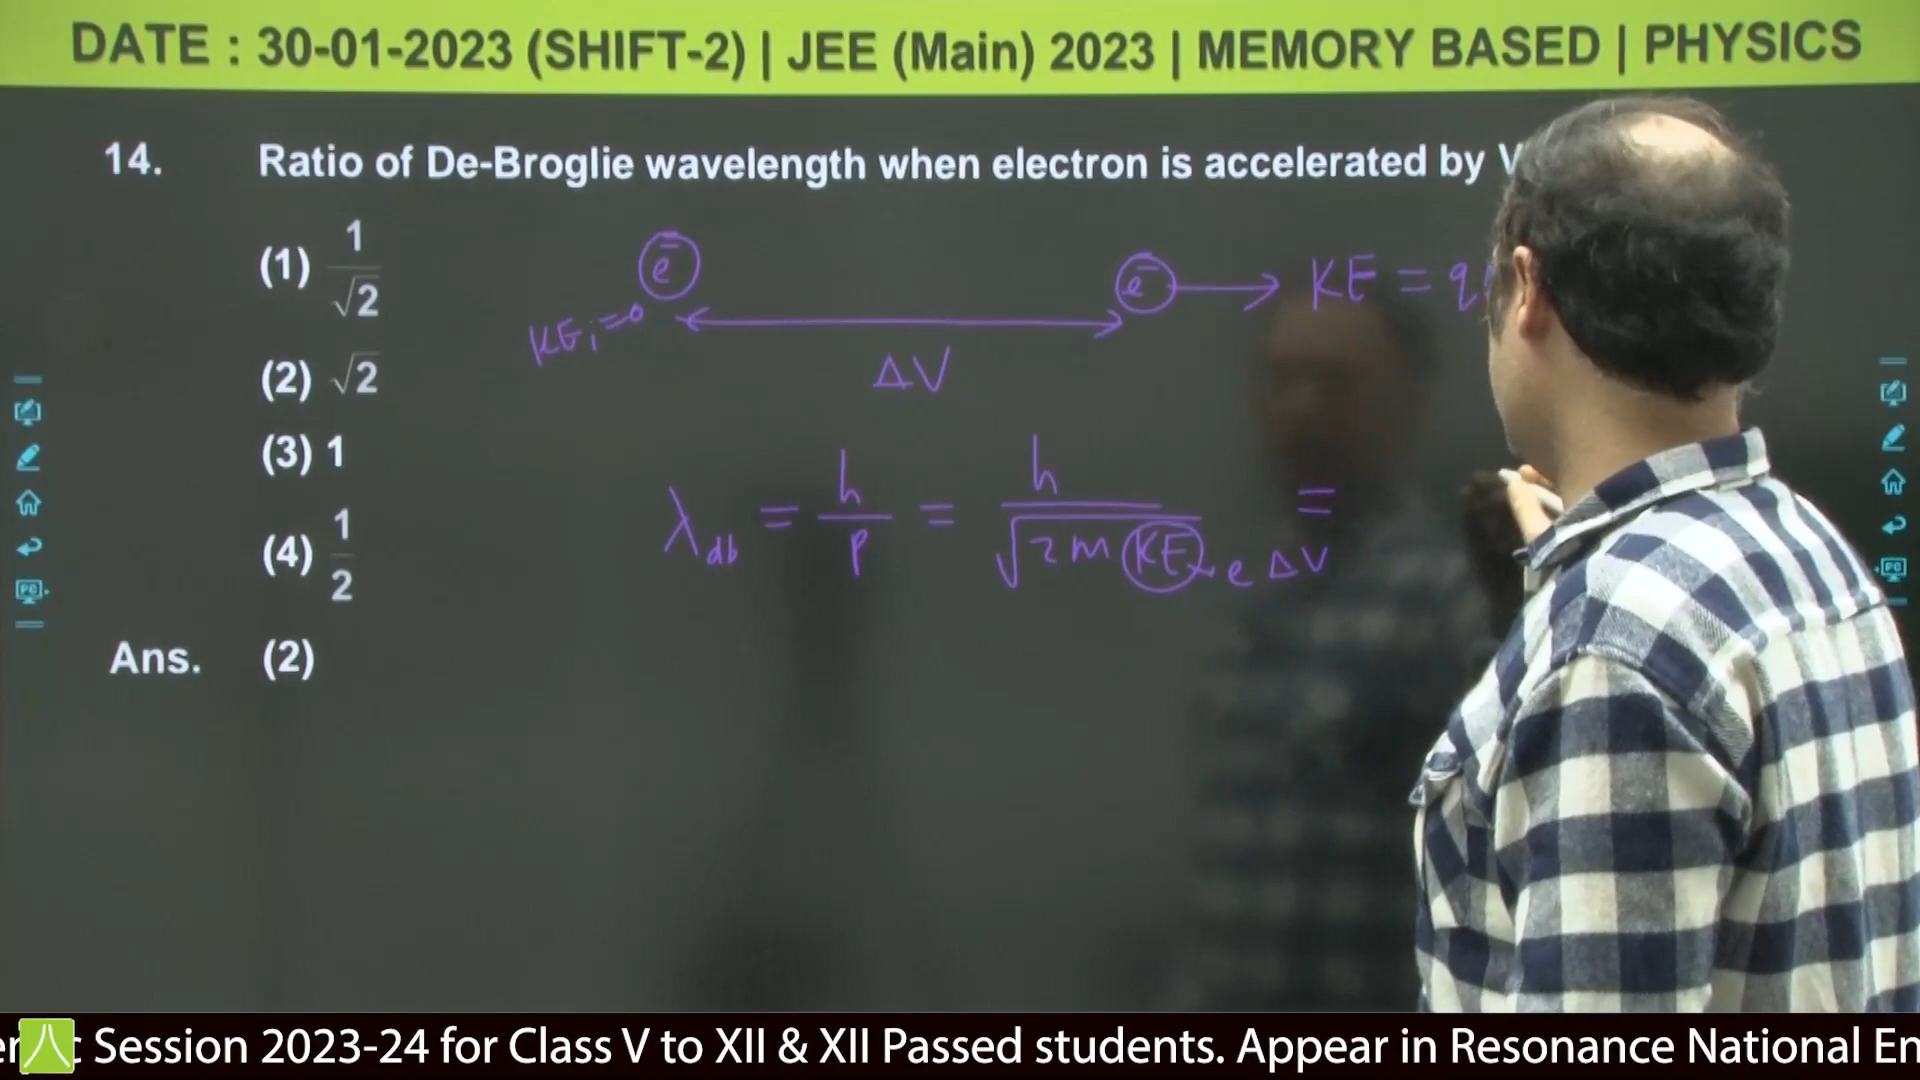 DATE : 30-01-2023 (SHIFT-2) | JEE (Main) 2023 | MEMORY BASED | PHYSICS
14. Ratio of De-Broglie wavelength when electron is accelerated by V
(1) 1/√2
(2) √2
(3) 1
(4) 1/2
Ans. (2)
e⁻
e⁻ → KE = q
KEi=0
ΔV
λdb = h/p = h/√2m(KE) =
e ΔV
Session 2023-24 for Class V to XII & XII Passed students. Appear in Resonance National En
PC
PC